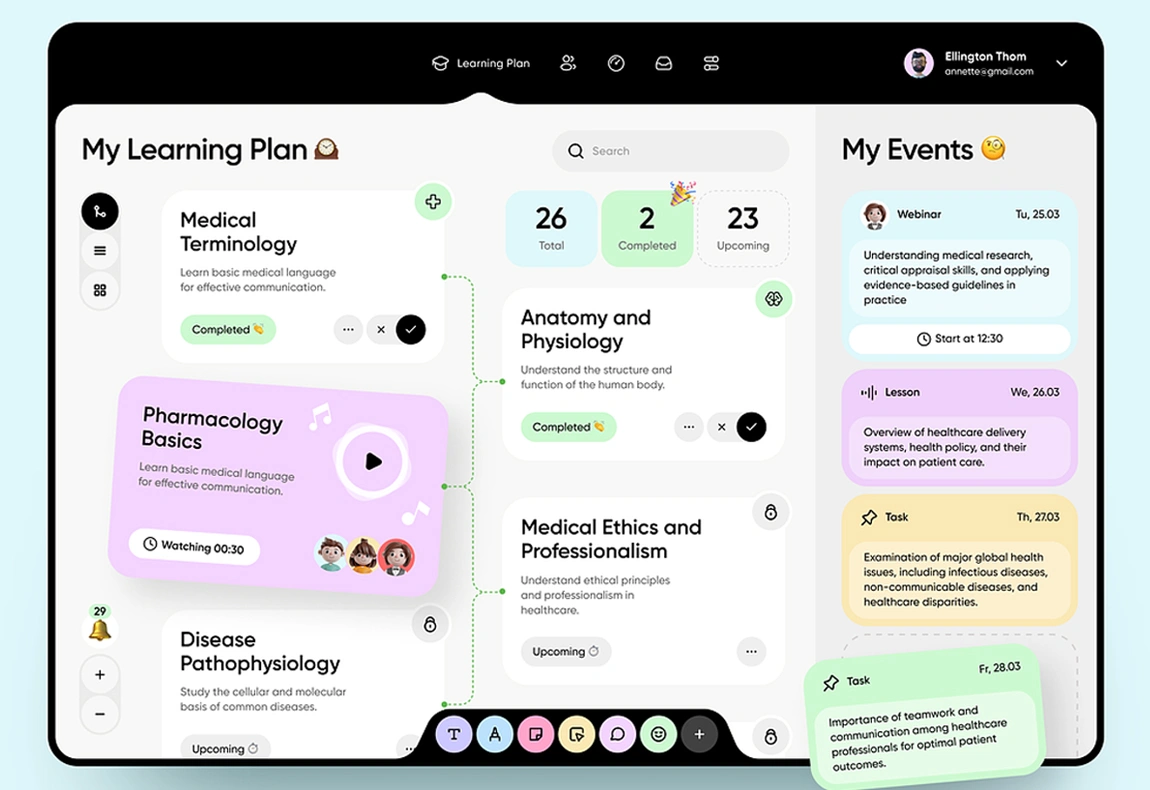 Learning Plan
Ellington Thom
annette@gmail.com
My Learning Plan
Search
Medical
Terminology
Learn basic medical language
for effective communication.
Completed
26
Total
2
Completed
23
Upcoming
Anatomy and
Physiology
Understand the structure and
function of the human body.
Completed
Pharmacology
Basics
Learn basic medical language
for effective communication.
Watching 00:30
Medical Ethics and
Professionalism
Understand ethical principles
and professionalism in
healthcare.
Upcoming
29
Disease
Pathophysiology
Study the cellular and molecular
basis of common diseases.
Upcoming
T
A
My Events
Webinar
Tu, 25.03
Understanding medical research,
critical appraisal skills, and applying
evidence-based guidelines in
practice
Start at 12:30
Lesson
We, 26.03
Overview of healthcare delivery
systems, health policy, and their
impact on patient care.
Task
Th, 27.03
Examination of major global health
issues, including infectious diseases,
non-communicable diseases, and
healthcare disparities.
Task
Fr, 28.03
Importance of teamwork and
communication among healthcare
professionals for optimal patient
outcomes.